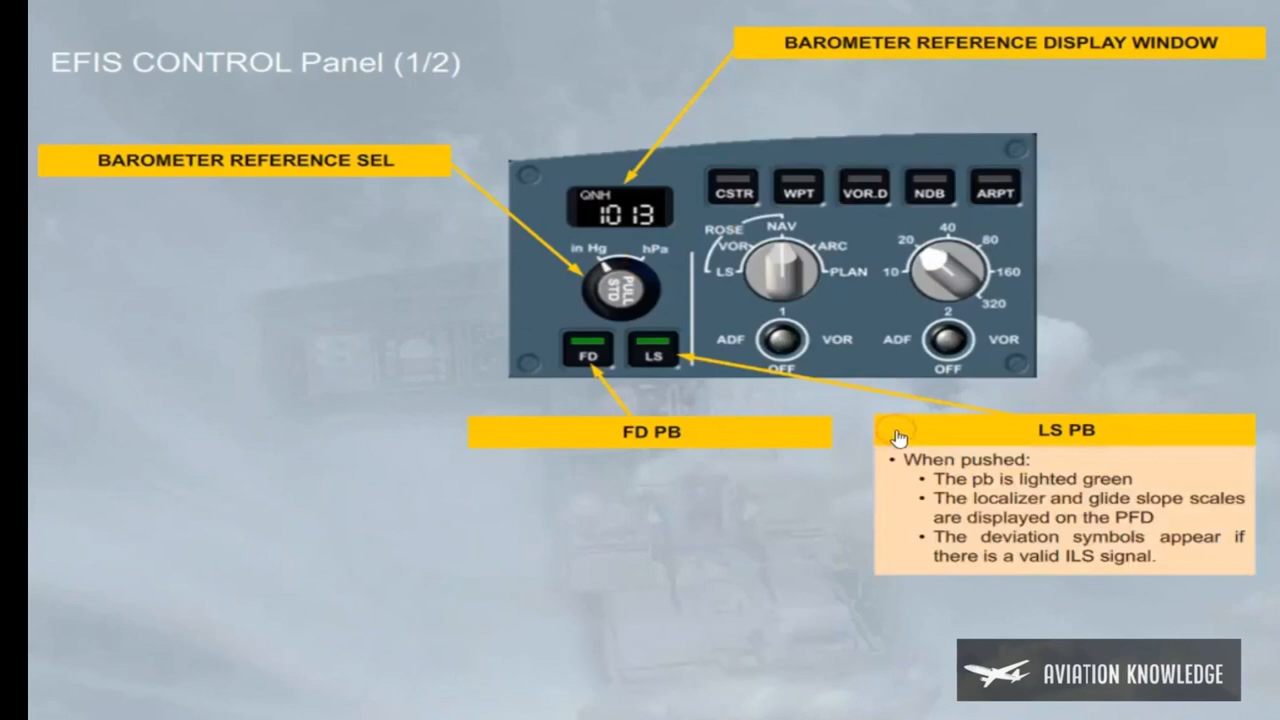 EFIS CONTROL Panel (1/2)
BAROMETER REFERENCE DISPLAY WINDOW
BAROMETER REFERENCE SEL
QNH
1013
in Hg
hPa
PULL
STD
FD
LS
CSTR
WPT
VOR.D
NDB
ARPT
ROSE
NAV
VOR
ARC
LS
PLAN
10
20
40
80
160
320
1
ADF
VOR
OFF
2
ADF
VOR
OFF
FD PB
LS PB
• When pushed:
• The pb is lighted green
• The localizer and glide slope scales
are displayed on the PFD
• The deviation symbols appear if
there is a valid ILS signal.
AVIATION KNOWLEDGE